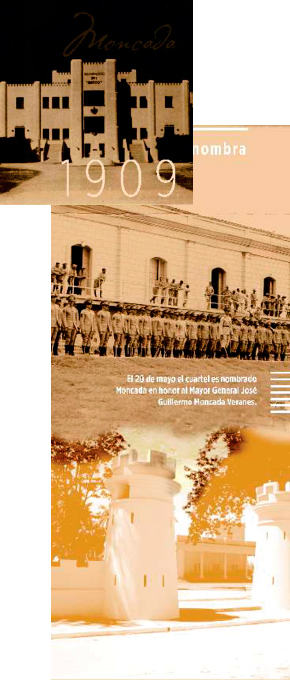 Moncada
1909
nombra
El 20 de mayo el cuartel es nombrado
Moncada en honor al Mayor General José
Guillermo Moncada Veranes.